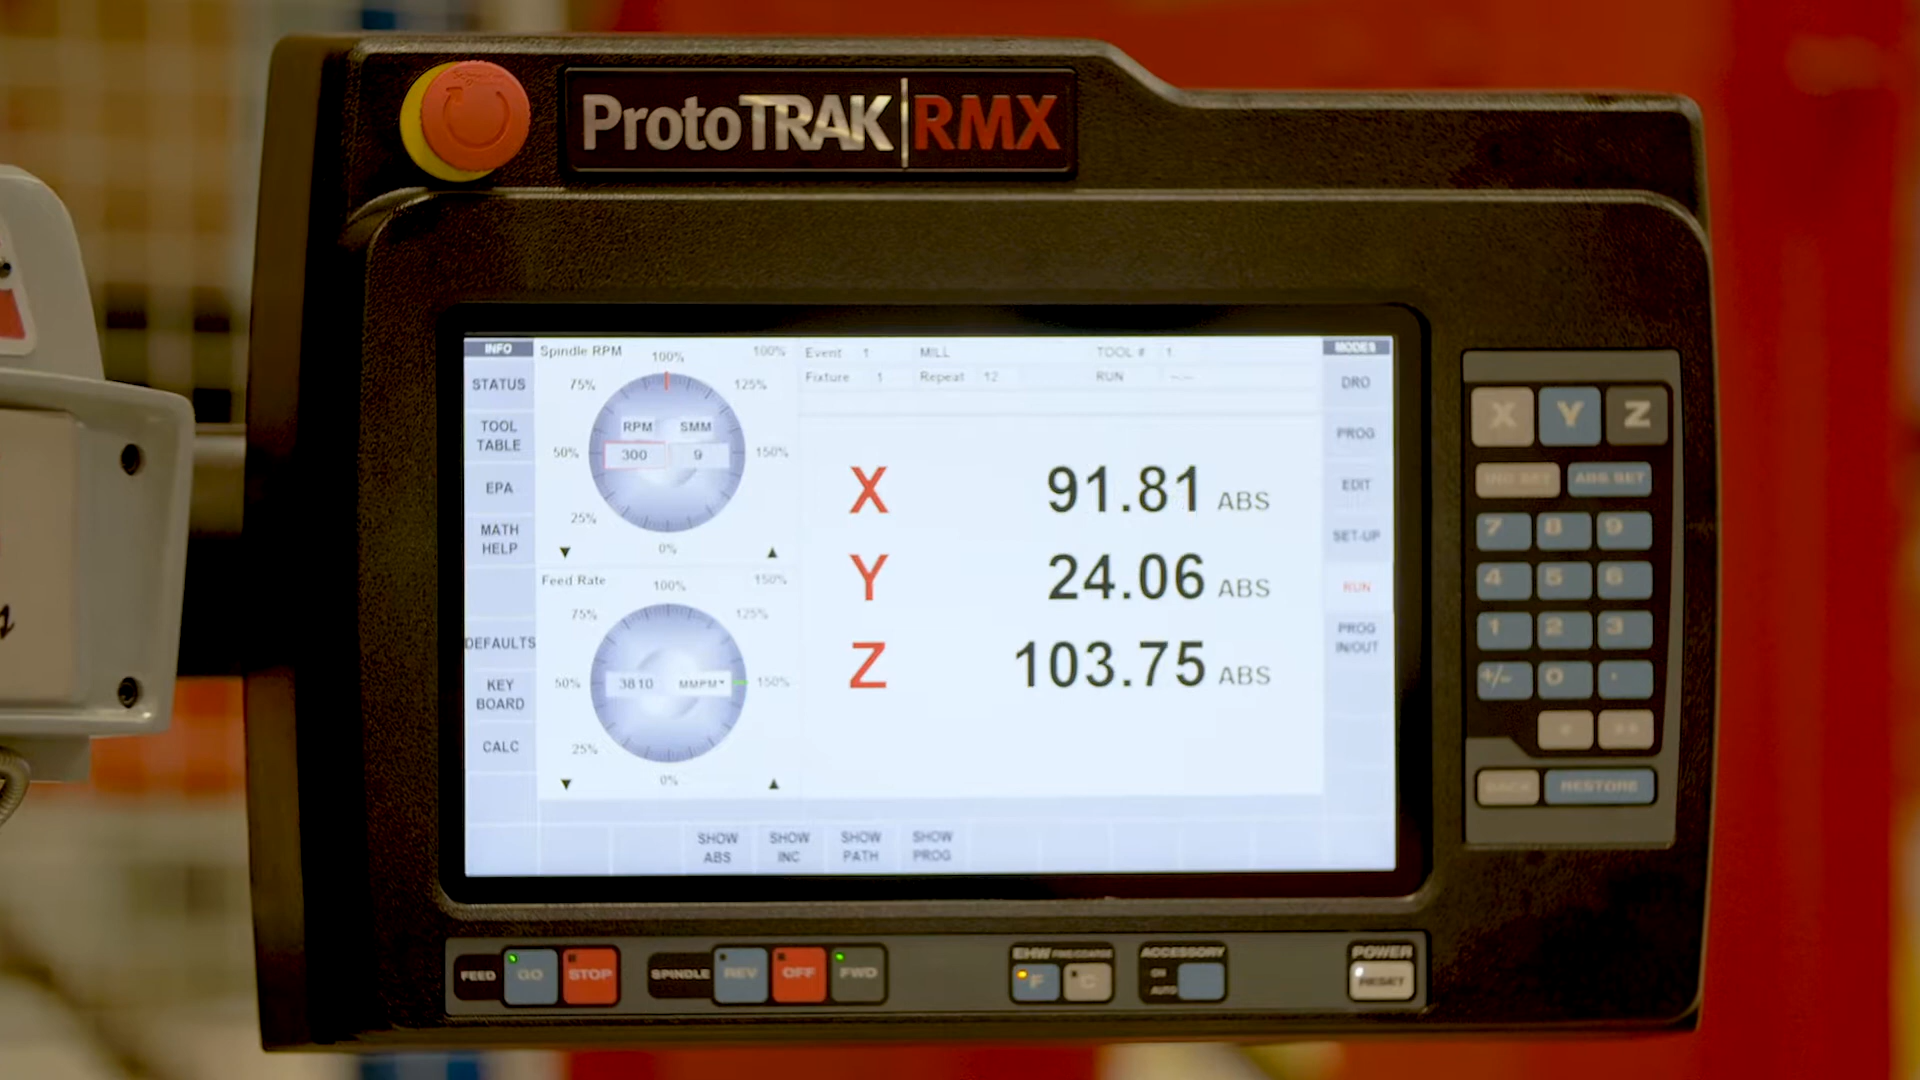 ProtoTRAK RMX
INFO
STATUS
TOOL
TABLE
EPA
MATH
HELP
DEFAULTS
KEY
BOARD
CALC
Spindle RPM
100%
100%
75%
125%
RPM
SMM
50%
300
9
150%
25%
0%
Feed Rate
100%
150%
75%
125%
50%
3810
MMPM
150%
25%
0%
Event 1 MILL TOOL # 1
Fixture 1 Repeat 12 RUN
X 91.81 ABS
Y 24.06 ABS
Z 103.75 ABS
MODES
DRO
PROG
EDIT
SET-UP
RUN
PROG
IN/OUT
SHOW
ABS
SHOW
INC
SHOW
PATH
SHOW
PROG
X Y Z
INC SET ABS SET
7 8 9
4 5 6
1 2 3
+/- 0 .
BACK RESTORE
FEED GO STOP
SPINDLE REV OFF FWD
EHW FINE/COARSE
F C
ACCESSORY
ON
AUTO
POWER
RESET